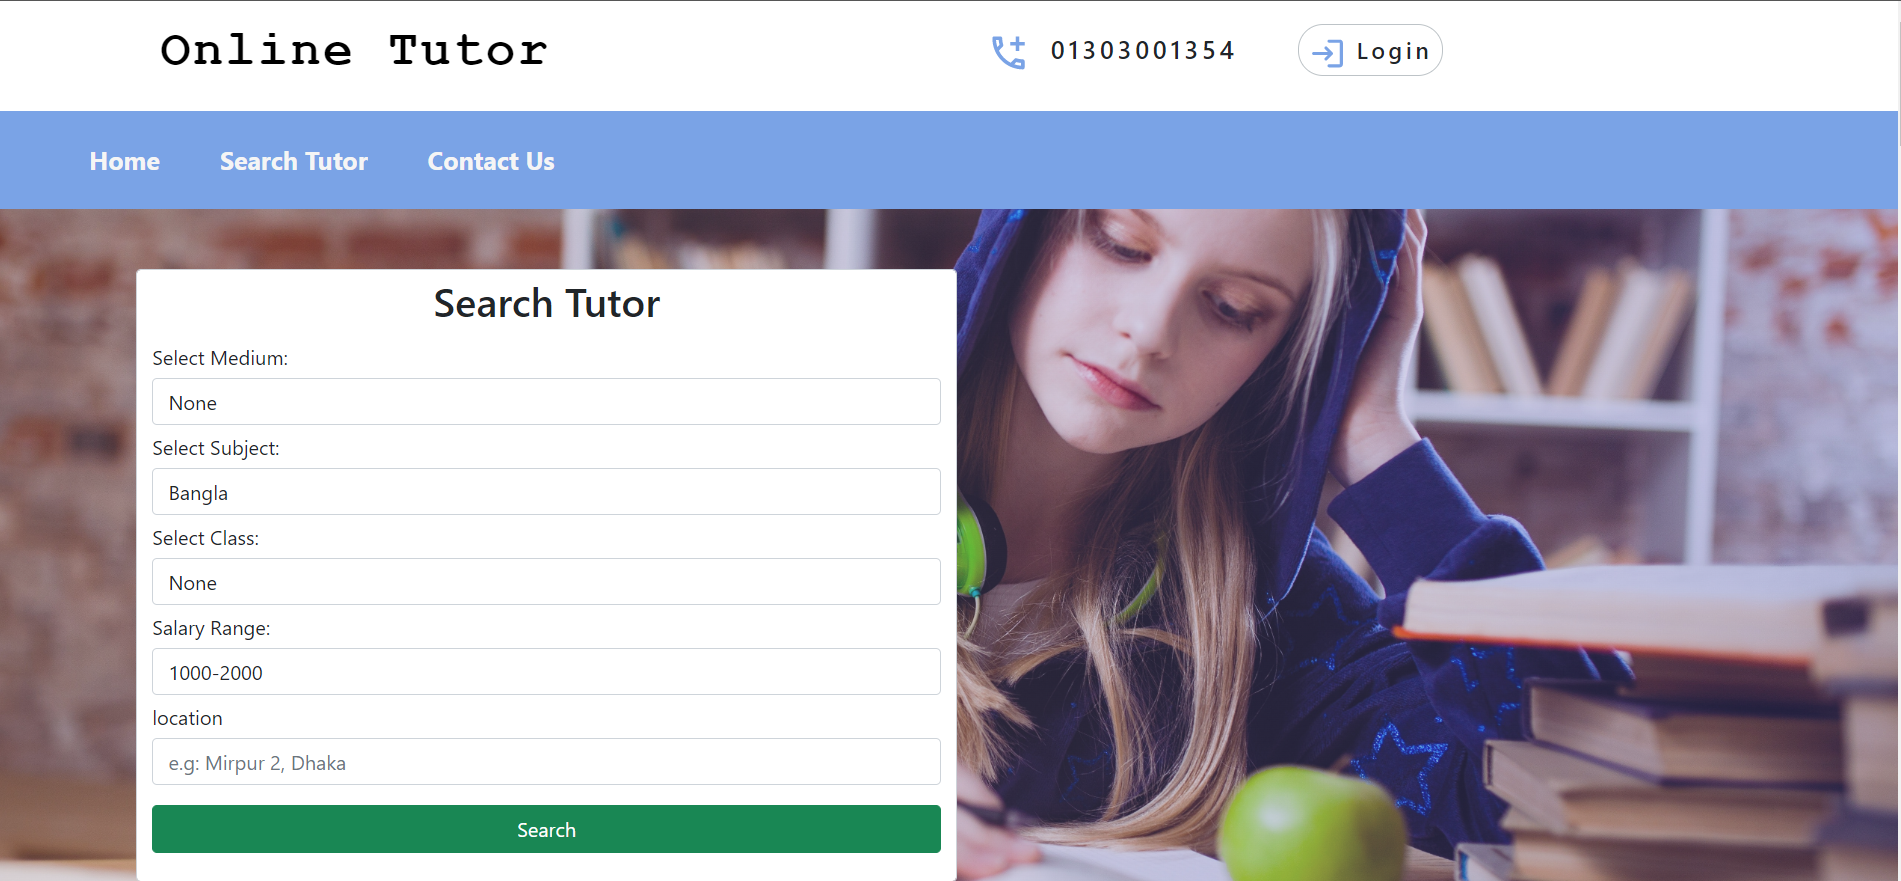 Online Tutor
01303001354
Login
Home
Search Tutor
Contact Us
Search Tutor
Select Medium:
None
Select Subject:
Bangla
Select Class:
None
Salary Range:
1000-2000
location
e.g: Mirpur 2, Dhaka
Search